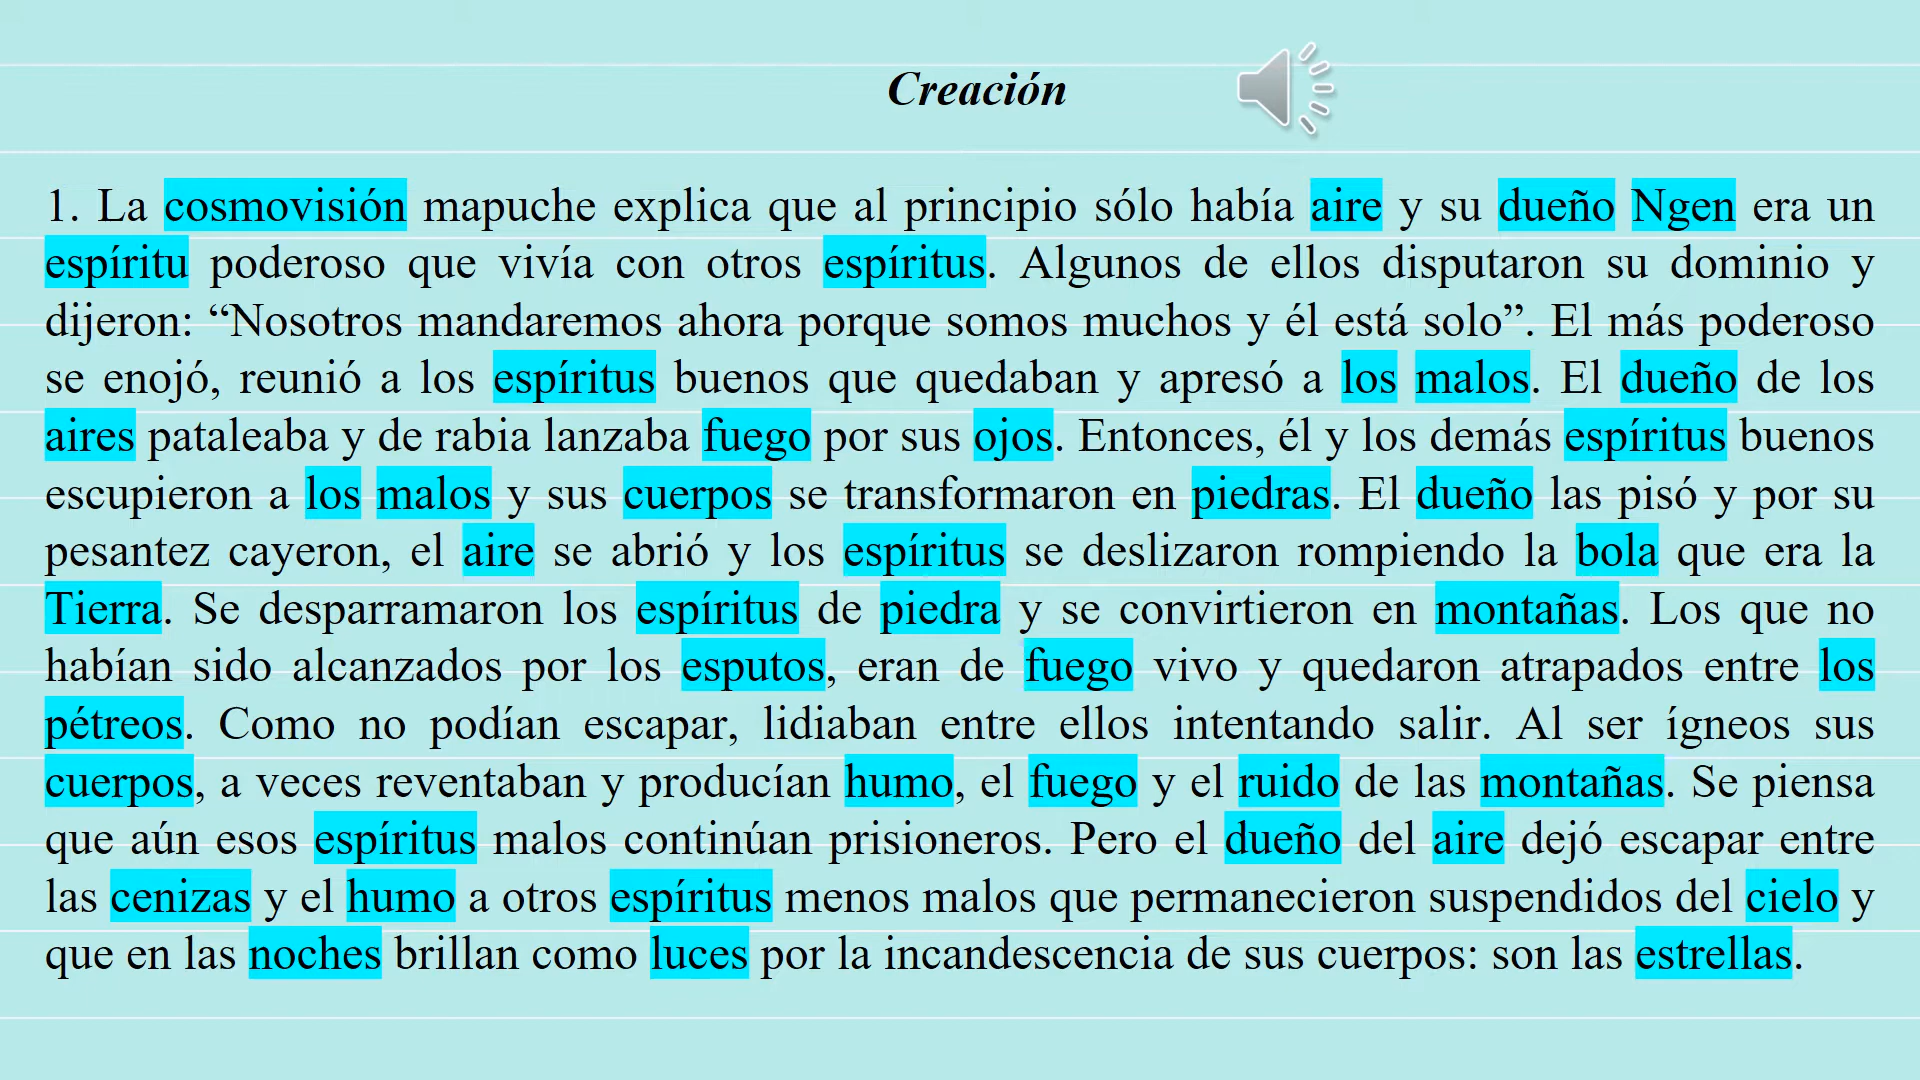 Creación
1. La cosmovisión mapuche explica que al principio sólo había aire y su dueño Ngen era un
espíritu poderoso que vivía con otros espíritus. Algunos de ellos disputaron su dominio y
dijeron: “Nosotros mandaremos ahora porque somos muchos y él está solo”. El más poderoso
se enojó, reunió a los espíritus buenos que quedaban y apresó a los malos. El dueño de los
aires pataleaba y de rabia lanzaba fuego por sus ojos. Entonces, él y los demás espíritus buenos
escupieron a los malos y sus cuerpos se transformaron en piedras. El dueño las pisó y por su
pesantez cayeron, el aire se abrió y los espíritus se deslizaron rompiendo la bola que era la
Tierra. Se desparramaron los espíritus de piedra y se convirtieron en montañas. Los que no
habían sido alcanzados por los esputos, eran de fuego vivo y quedaron atrapados entre los
pétreos. Como no podían escapar, lidiaban entre ellos intentando salir. Al ser ígneos sus
cuerpos, a veces reventaban y producían humo, el fuego y el ruido de las montañas. Se piensa
que aún esos espíritus malos continúan prisioneros. Pero el dueño del aire dejó escapar entre
las cenizas y el humo a otros espíritus menos malos que permanecieron suspendidos del cielo y
que en las noches brillan como luces por la incandescencia de sus cuerpos: son las estrellas.